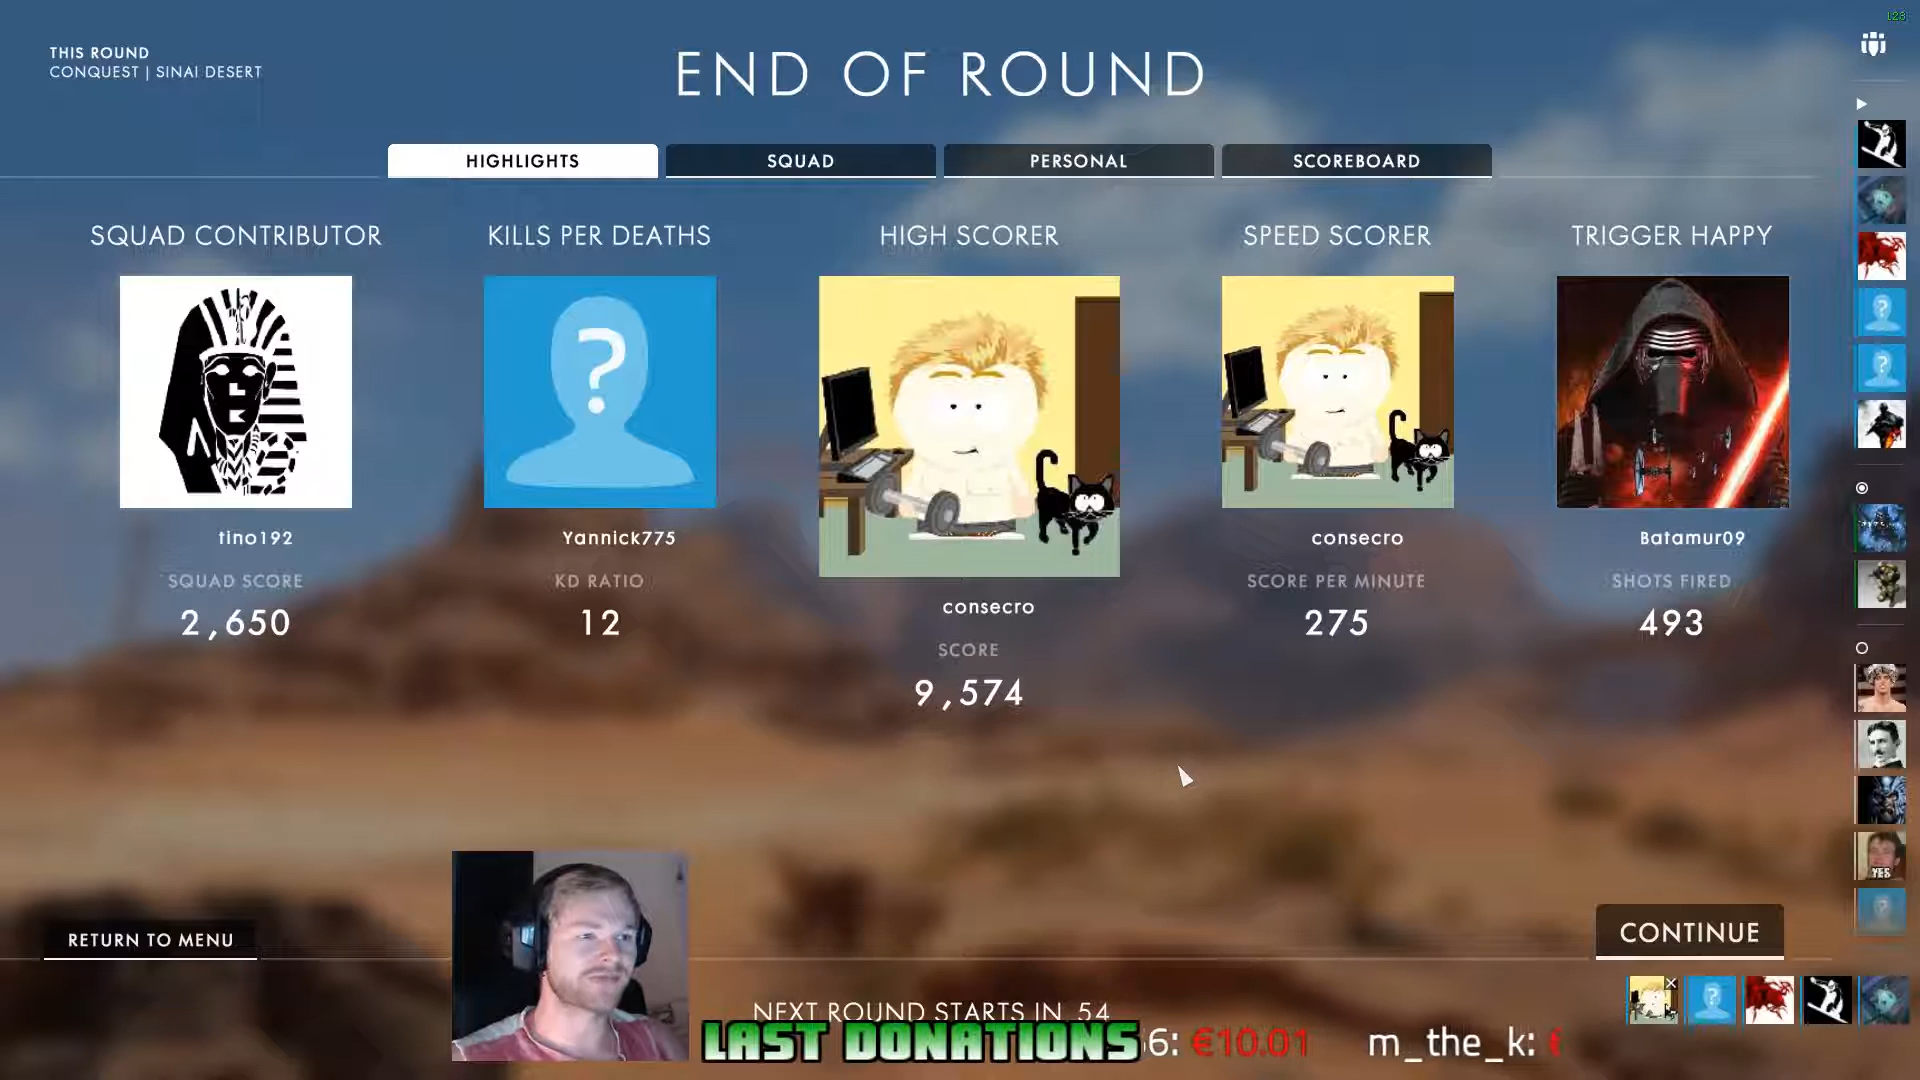 123
THIS ROUND
CONQUEST | SINAI DESERT
END OF ROUND
HIGHLIGHTS
SQUAD
PERSONAL
SCOREBOARD
SQUAD CONTRIBUTOR
KILLS PER DEATHS
HIGH SCORER
SPEED SCORER
TRIGGER HAPPY
?
tino192
Yannick775
consecro
consecro
Batamur09
SQUAD SCORE
KD RATIO
SCORE
SCORE PER MINUTE
SHOTS FIRED
2,650
12
9,574
275
493
YES
RETURN TO MENU
CONTINUE
NEXT ROUND STARTS IN 54
LAST DONATIONS
6: €10.01 m_the_k: €